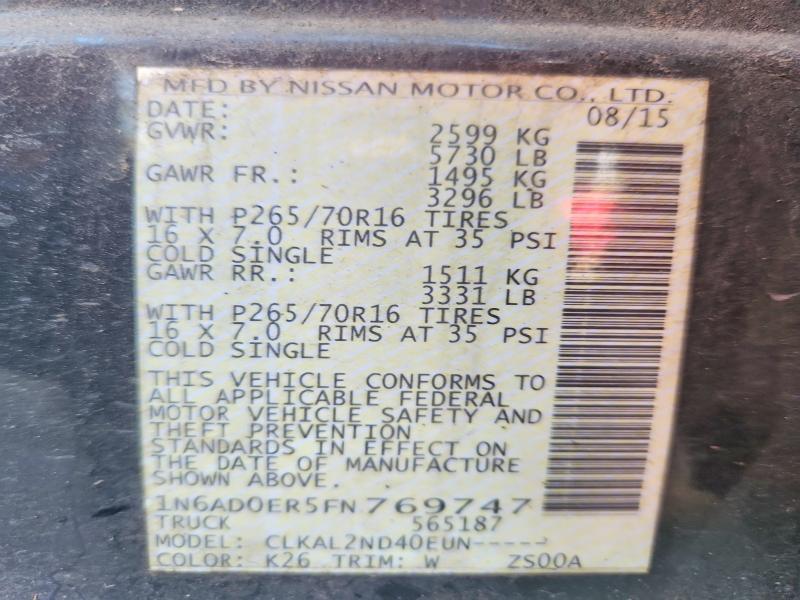 MFD BY NISSAN MOTOR CO., LTD.
DATE: 08/15
GVWR: 2599 KG
5730 LB
GAWR FR.: 1495 KG
3296 LB
WITH P265/70R16 TIRES
16 X 7.0 RIMS AT 35 PSI
COLD SINGLE
GAWR RR.: 1511 KG
3331 LB
WITH P265/70R16 TIRES
16 X 7.0 RIMS AT 35 PSI
COLD SINGLE
THIS VEHICLE CONFORMS TO
ALL APPLICABLE FEDERAL
MOTOR VEHICLE SAFETY AND
THEFT PREVENTION
STANDARDS IN EFFECT ON
THE DATE OF MANUFACTURE
SHOWN ABOVE.
1N6AD0ER5FN769747
TRUCK 565187
MODEL: CLKAL2ND40EUN-----
COLOR: K26 TRIM: W ZS00A